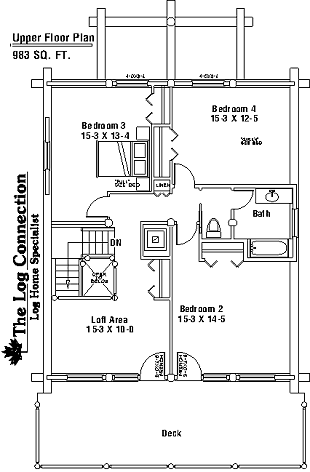 Upper Floor Plan
983 SQ. FT.
Bedroom 3
15-3 X 13-4
Bedroom 4
15-3 X 12-5
LINEN
Bath
DN
OPEN
TO
BELOW
Loft Area
15-3 X 10-0
Bedroom 2
15-3 X 14-5
Deck
The Log Connection
Log Home Specialist